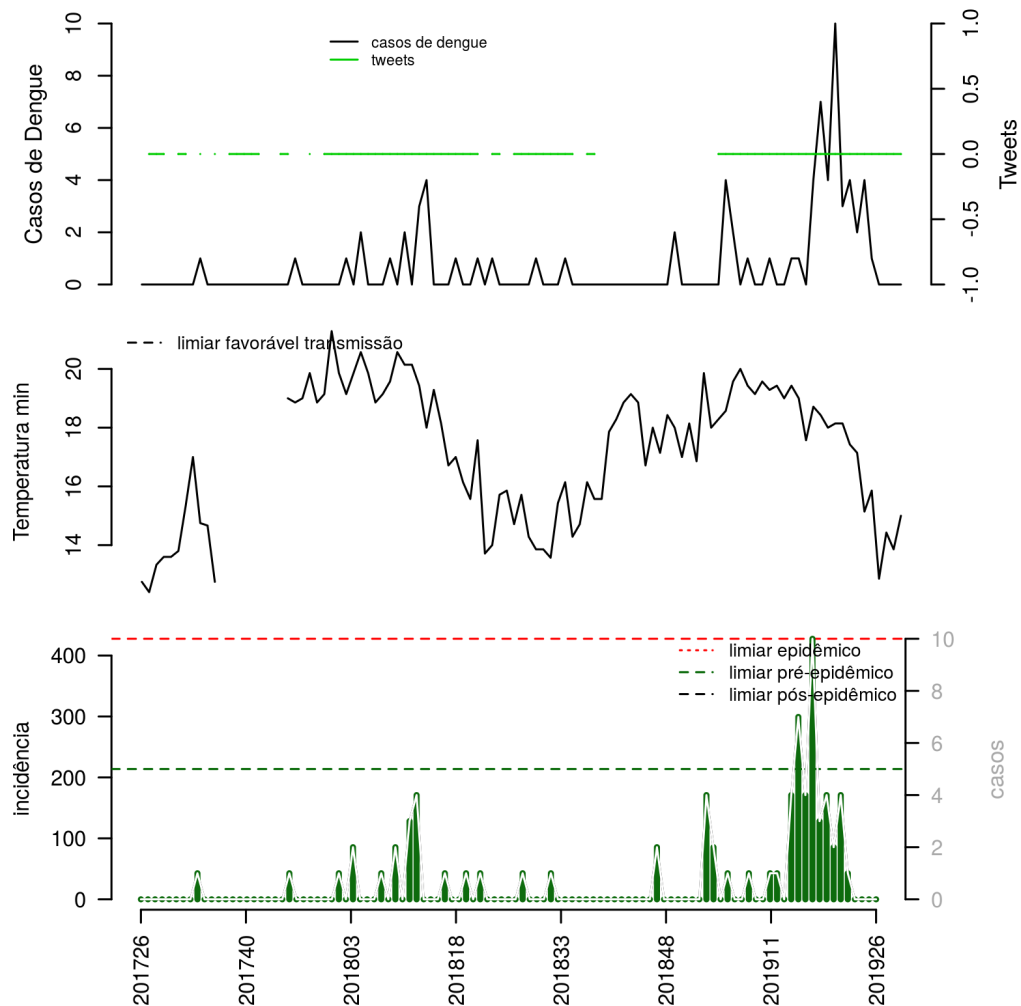 casos de dengue
tweets
Casos de Dengue
0 2 4 6 8 10
Tweets
-1.0 -0.5 0.0 0.5 1.0
limiar favorável transmissão
Temperatura min
14 16 18 20
limiar epidêmico
limiar pré-epidêmico
limiar pós-epidêmico
incidência
0 100 200 300 400
casos
0 2 4 6 8 10
201726 201740 201803 201818 201833 201848 201911 201926